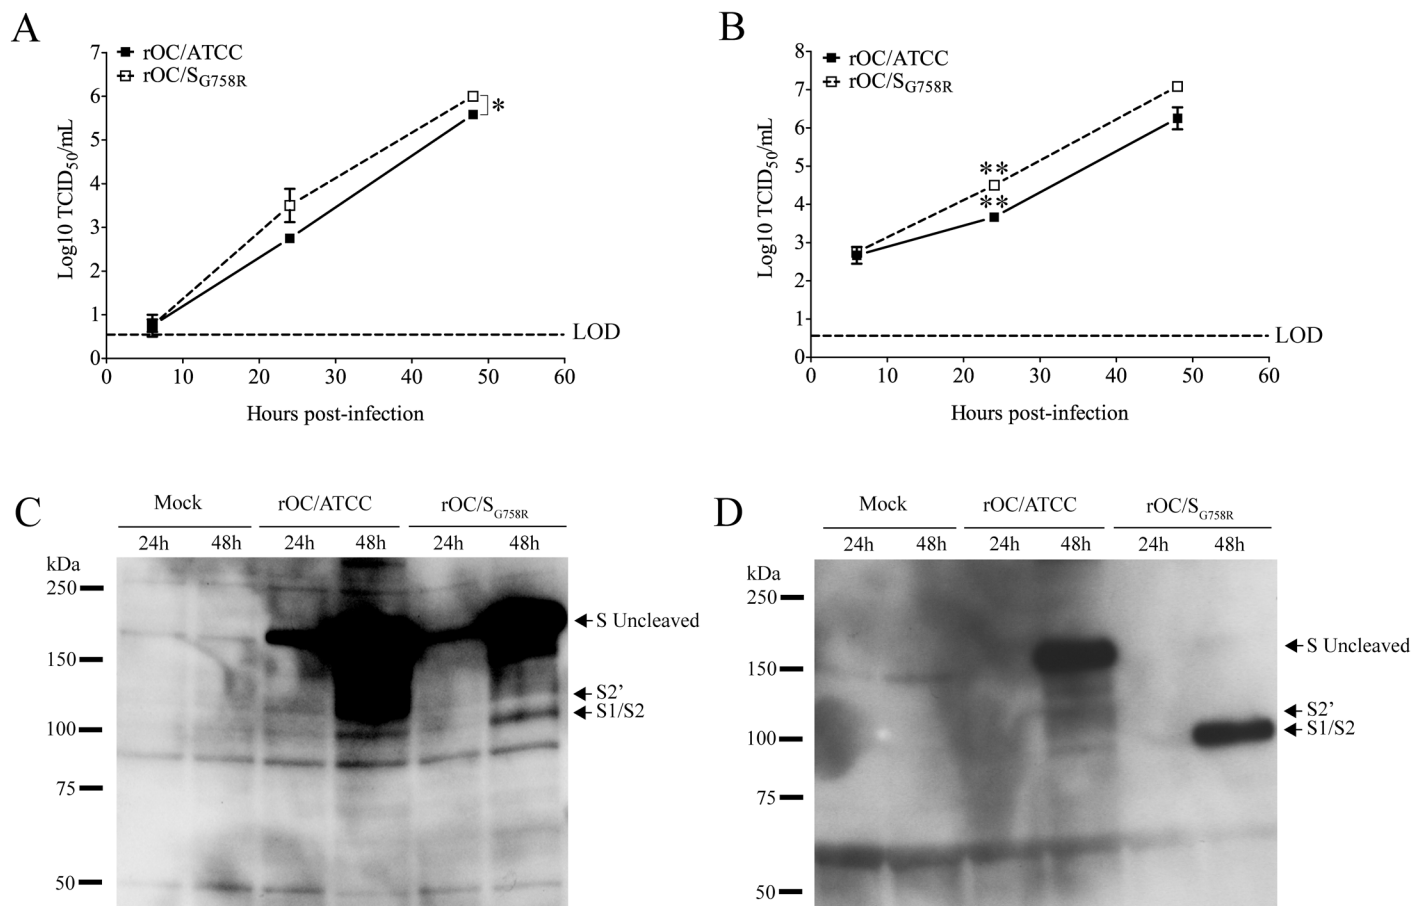 A
7
6
5
4
3
2
1
0
Log10 TCID50/mL
rOC/ATCC
rOC/SG758R
*
LOD
0 10 20 30 40 50 60
Hours post-infection
B
8
7
6
5
4
3
2
1
0
Log10 TCID50/mL
rOC/ATCC
rOC/SG758R
**
**
LOD
0 10 20 30 40 50 60
Hours post-infection
C
Mock rOC/ATCC rOC/SG758R
24h 48h 24h 48h 24h 48h
kDa
250
150
100
75
50
S Uncleaved
S2’
S1/S2
D
Mock rOC/ATCC rOC/SG758R
24h 48h 24h 48h 24h 48h
kDa
250
150
100
75
50
S Uncleaved
S2’
S1/S2